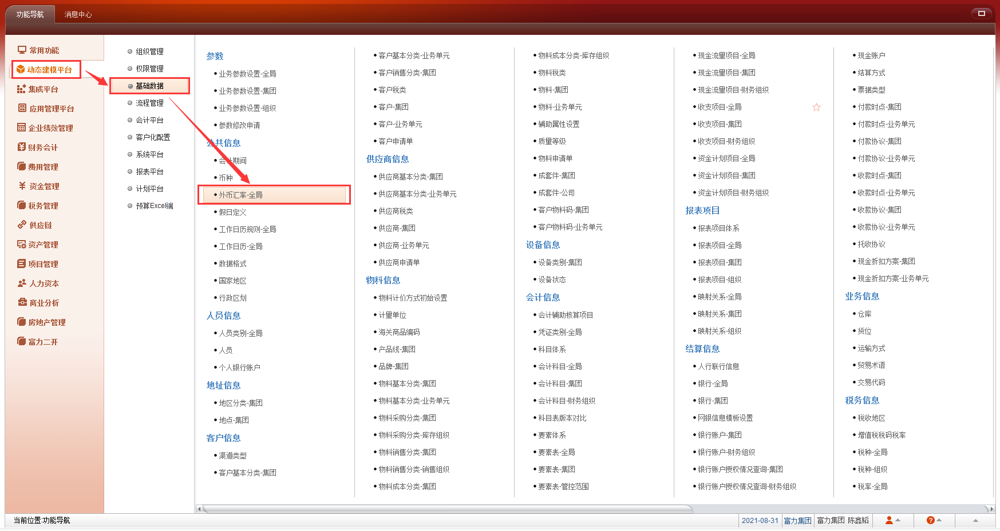 功能导航
消息中心
常用功能
动态建模平台
集成平台
应用管理平台
企业绩效管理
财务会计
费用管理
资金管理
税务管理
供应链
资产管理
项目管理
人力资本
商业分析
房地产管理
富力二开
组织管理
权限管理
基础数据
流程管理
会计平台
客户化配置
系统平台
报表平台
计划平台
预算Excel端
参数
业务参数设置-全局
业务参数设置-集团
业务参数设置-组织
参数修改申请
公共信息
会计期间
币种
外币汇率-全局
假日定义
工作日历规则-全局
工作日历-全局
数据格式
国家地区
行政区划
人员信息
人员类别-全局
人员
个人银行账户
地址信息
地区分类-集团
地点-集团
客户信息
渠道类型
客户基本分类-集团
客户基本分类-业务单元
客户销售分类-集团
客户税类
客户-集团
客户-业务单元
客户申请单
供应商信息
供应商基本分类-集团
供应商基本分类-业务单元
供应商税类
供应商-集团
供应商-业务单元
供应商申请单
物料信息
物料计价方式初始设置
计量单位
海关商品编码
产品线-集团
品牌-集团
物料基本分类-集团
物料基本分类-业务单元
物料采购分类-集团
物料采购分类-库存组织
物料销售分类-集团
物料销售分类-销售组织
物料成本分类-集团
物料成本分类-库存组织
物料税类
物料-集团
物料-业务单元
辅助属性设置
质量等级
物料申请单
成套件-集团
成套件-公司
客户物料码-集团
客户物料码-业务单元
设备信息
设备类别-集团
设备状态
会计信息
会计辅助核算项目
凭证类别-全局
科目体系
会计科目-全局
会计科目-集团
会计科目-财务组织
科目表版本对比
要素体系
要素表-全局
要素表-集团
要素表-管控范围
现金流量项目-全局
现金流量项目-集团
现金流量项目-财务组织
收支项目-全局
收支项目-集团
收支项目-财务组织
资金计划项目-全局
资金计划项目-集团
资金计划项目-财务组织
报表项目
报表项目体系
报表项目-全局
报表项目-集团
报表项目-组织
映射关系-全局
映射关系-集团
映射关系-组织
结算信息
人行联行信息
银行-全局
银行-集团
网银信息模板设置
银行账户-集团
银行账户-财务组织
银行账户授权情况查询-集团
银行账户授权情况查询-财务组织
现金账户
结算方式
票据类型
付款时点-集团
付款时点-业务单元
付款协议-集团
付款协议-业务单元
收款时点-集团
收款时点-业务单元
收款协议-集团
收款协议-业务单元
托收协议
现金折扣方案-集团
现金折扣方案-业务单元
业务信息
仓库
货位
运输方式
贸易术语
交易代码
税务信息
税收地区
增值税税码税率
税种-全局
税种-组织
税率-全局
当前位置:功能导航
2021-08-31
富力集团
富力集团 陈鑫韬